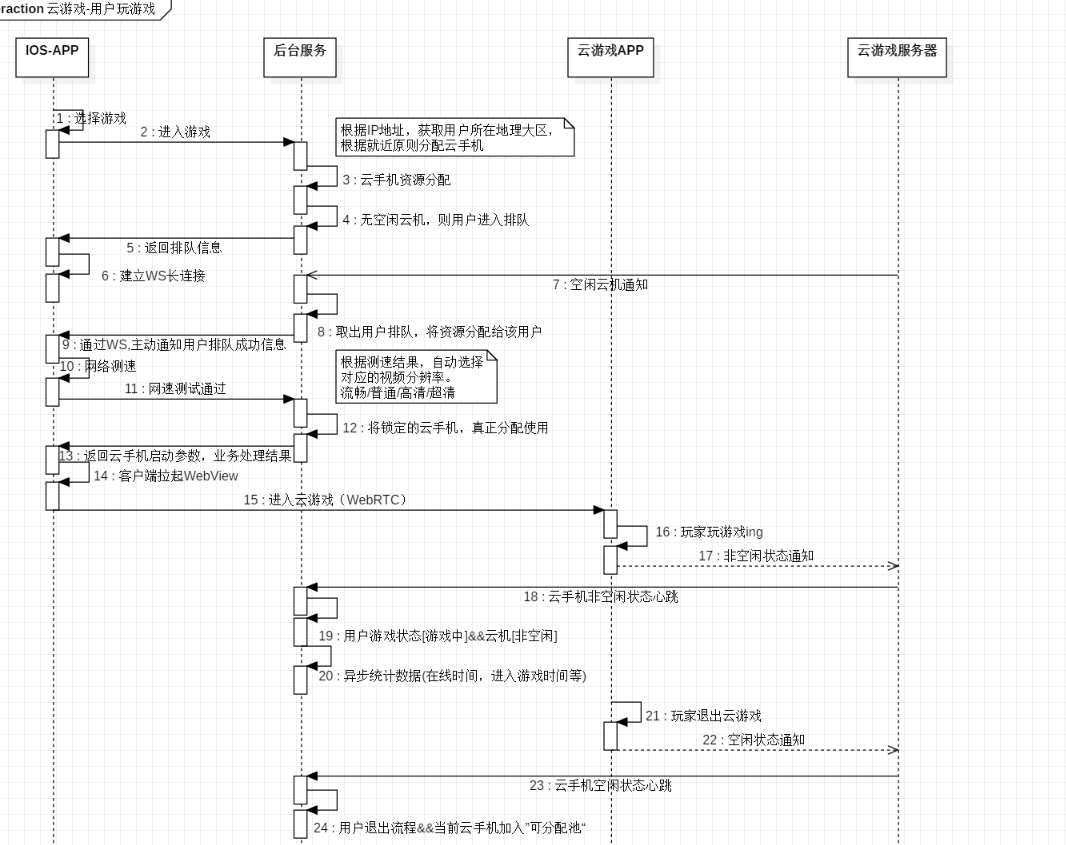 raction 云游戏-用户玩游戏
IOS-APP
后台服务
云游戏APP
云游戏服务器
1 : 选择游戏
2 : 进入游戏
根据IP地址，获取用户所在地理大区，
根据就近原则分配云手机
3 : 云手机资源分配
4 : 无空闲云机，则用户进入排队
5 : 返回排队信息
6 : 建立WS长连接
7 : 空闲云机通知
8 : 取出用户排队，将资源分配给该用户
9 : 通过WS,主动通知用户排队成功信息
10 : 网络测速
根据测速结果，自动选择
对应的视频分辨率。
流畅/普通/高清/超清
11 : 网速测试通过
12 : 将锁定的云手机，真正分配使用
13 : 返回云手机启动参数，业务处理结果
14 : 客户端拉起WebView
15 : 进入云游戏（WebRTC）
16 : 玩家玩游戏ing
17 : 非空闲状态通知
18 : 云手机非空闲状态心跳
19 : 用户游戏状态[游戏中]&&云机[非空闲]
20 : 异步统计数据(在线时间，进入游戏时间等)
21 : 玩家退出云游戏
22 : 空闲状态通知
23 : 云手机空闲状态心跳
24 : 用户退出流程&&当前云手机加入"可分配池“